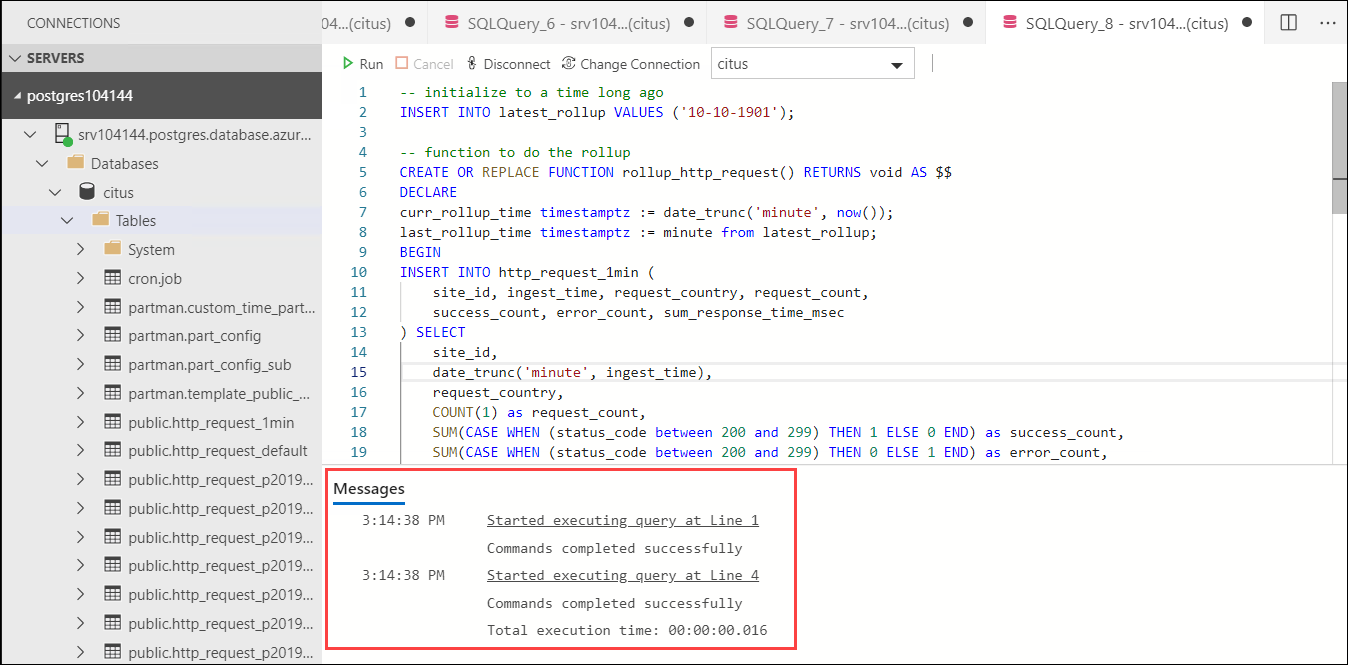 CONNECTIONS
SERVERS
postgres104144
srv104144.postgres.database.azur...
Databases
citus
Tables
System
cron.job
partman.custom_time_part...
partman.part_config
partman.part_config_sub
partman.template_public_...
public.http_request_1min
public.http_request_default
public.http_request_p2019...
public.http_request_p2019...
public.http_request_p2019...
public.http_request_p2019...
public.http_request_p2019...
public.http_request_p2019...
public.http_request_p2019...
04...(citus) SQLQuery_6 - srv104...(citus) SQLQuery_7 - srv104...(citus) SQLQuery_8 - srv104...(citus)
Run Cancel Disconnect Change Connection citus
1 -- initialize to a time long ago
2 INSERT INTO latest_rollup VALUES ('10-10-1901');
3
4 -- function to do the rollup
5 CREATE OR REPLACE FUNCTION rollup_http_request() RETURNS void AS $$
6 DECLARE
7 curr_rollup_time timestamptz := date_trunc('minute', now());
8 last_rollup_time timestamptz := minute from latest_rollup;
9 BEGIN
10 INSERT INTO http_request_1min (
11 site_id, ingest_time, request_country, request_count,
12 success_count, error_count, sum_response_time_msec
13 ) SELECT
14 site_id,
15 date_trunc('minute', ingest_time),
16 request_country,
17 COUNT(1) as request_count,
18 SUM(CASE WHEN (status_code between 200 and 299) THEN 1 ELSE 0 END) as success_count,
19 SUM(CASE WHEN (status_code between 200 and 299) THEN 0 ELSE 1 END) as error_count,
Messages
3:14:38 PM Started executing query at Line 1
Commands completed successfully
3:14:38 PM Started executing query at Line 4
Commands completed successfully
Total execution time: 00:00:00.016